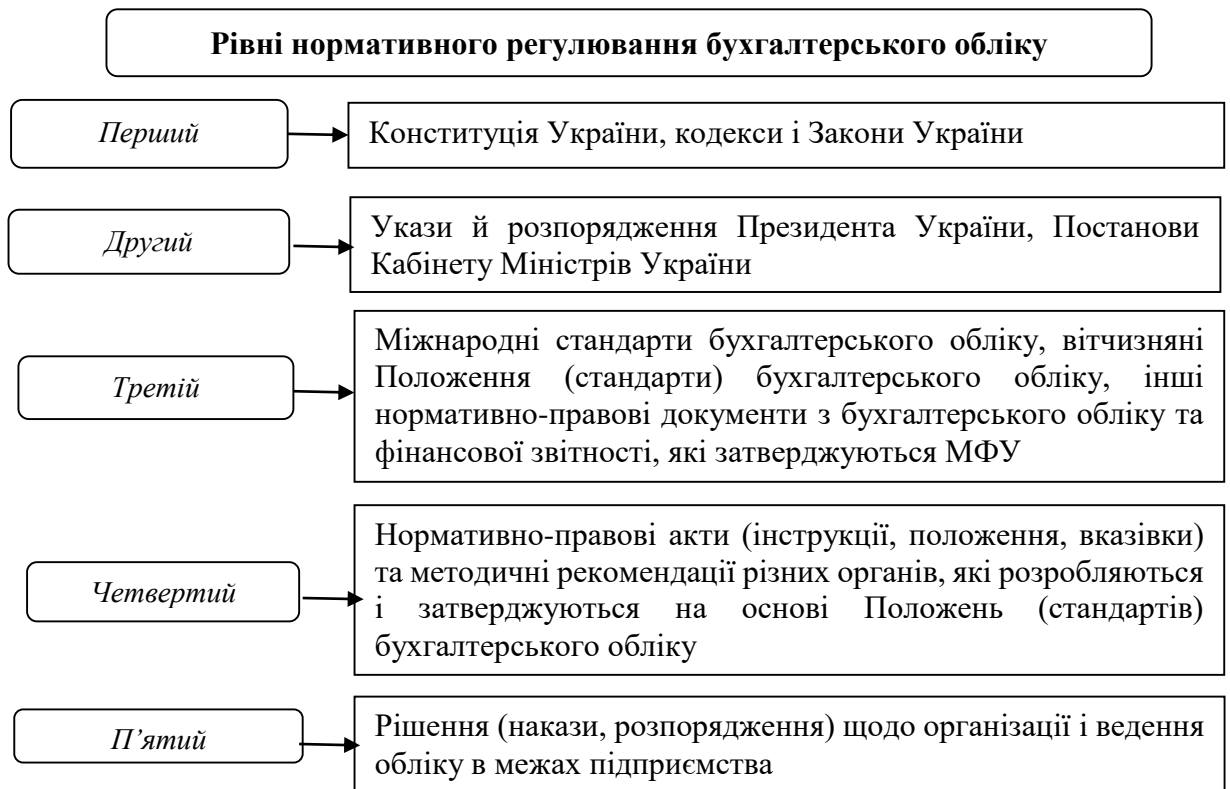 Рівні нормативного регулювання бухгалтерського обліку
Перший
Конституція України, кодекси і Закони України
Другий
Укази й розпорядження Президента України, Постанови
Кабінету Міністрів України
Третій
Міжнародні стандарти бухгалтерського обліку, вітчизняні
Положення (стандарти) бухгалтерського обліку, інші
нормативно-правові документи з бухгалтерського обліку та
фінансової звітності, які затверджуються МФУ
Четвертий
Нормативно-правові акти (інструкції, положення, вказівки)
та методичні рекомендації різних органів, які розробляються
і затверджуються на основі Положень (стандартів)
бухгалтерського обліку
П’ятий
Рішення (накази, розпорядження) щодо організації і ведення
обліку в межах підприємства